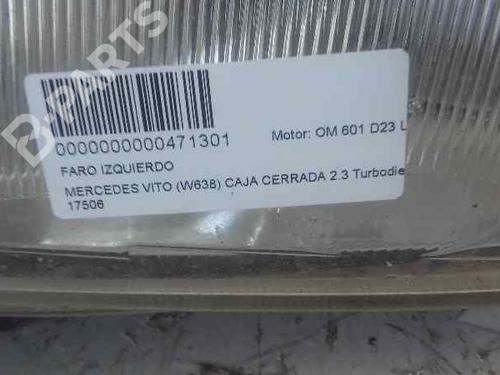 B-PARTS
0000000000471301
Motor: OM 601 D23 L
FARO IZQUIERDO
MERCEDES VITO (W638) CAJA CERRADA 2.3 Turbodie
17506